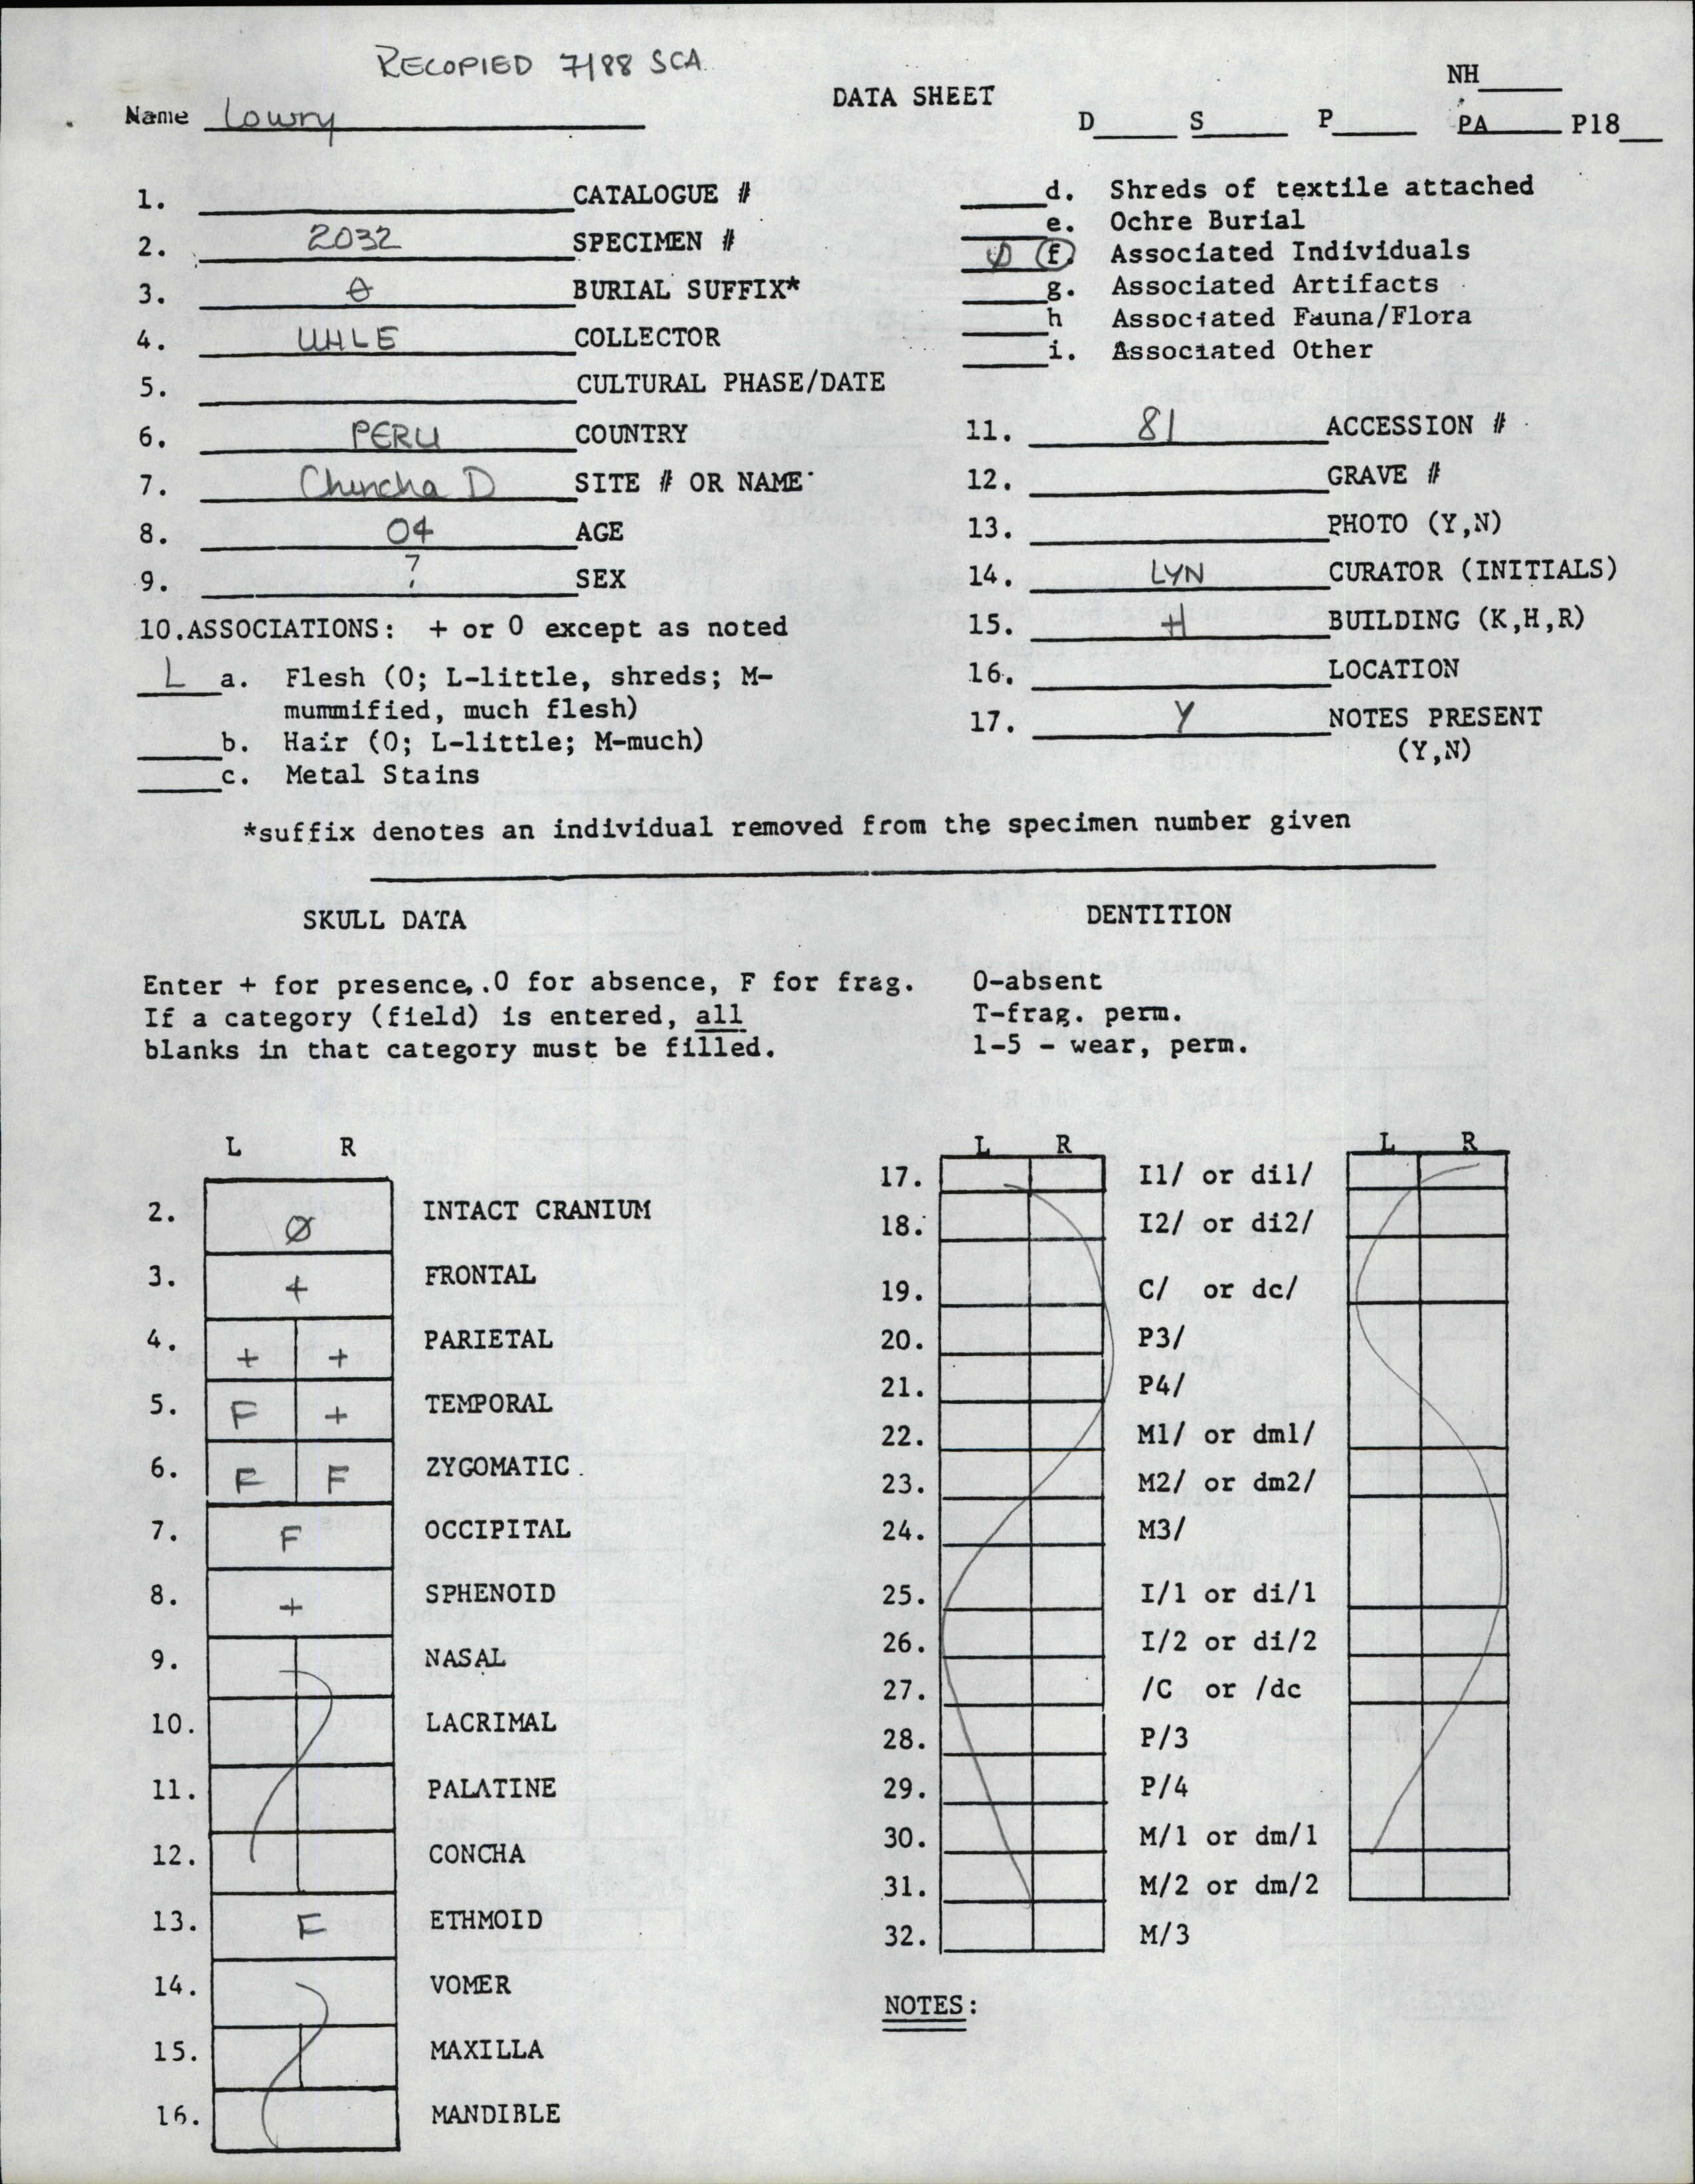 RECOPIED 7/88 SCA
NH
DATA SHEET
Name Lowry
D S P PA P18
1. CATALOGUE #
2. 2032 SPECIMEN #
3. 0 BURIAL SUFFIX*
4. UHLE COLLECTOR
5. CULTURAL PHASE/DATE
6. PERU COUNTRY
7. Chincha D SITE # OR NAME
8. 04 AGE
9. ? SEX
10.ASSOCIATIONS: + or 0 except as noted
L a. Flesh (0; L-little, shreds; M-
mummified, much flesh)
b. Hair (0; L-little; M-much)
c. Metal Stains
d. Shreds of textile attached
e. Ochre Burial
Ø f. Associated Individuals
g. Associated Artifacts
h Associated Fauna/Flora
i. Associated Other
11. 81 ACCESSION #
12. GRAVE #
13. PHOTO (Y,N)
14. LYN CURATOR (INITIALS)
15. H BUILDING (K,H,R)
16. LOCATION
17. Y NOTES PRESENT
(Y,N)
*suffix denotes an individual removed from the specimen number given
SKULL DATA
Enter + for presence, 0 for absence, F for frag.
If a category (field) is entered, all
blanks in that category must be filled.
L R
2. Ø INTACT CRANIUM
3. + FRONTAL
4. + + PARIETAL
5. F + TEMPORAL
6. F F ZYGOMATIC
7. F OCCIPITAL
8. + SPHENOID
9. NASAL
10. LACRIMAL
11. PALATINE
12. CONCHA
13. F ETHMOID
14. VOMER
15. MAXILLA
16. MANDIBLE
DENTITION
0-absent
T-frag. perm.
1-5 - wear, perm.
L R L R
17. I1/ or di1/
18. I2/ or di2/
19. C/ or dc/
20. P3/
21. P4/
22. M1/ or dm1/
23. M2/ or dm2/
24. M3/
25. I/1 or di/1
26. I/2 or di/2
27. /C or /dc
28. P/3
29. P/4
30. M/1 or dm/1
31. M/2 or dm/2
32. M/3
NOTES: